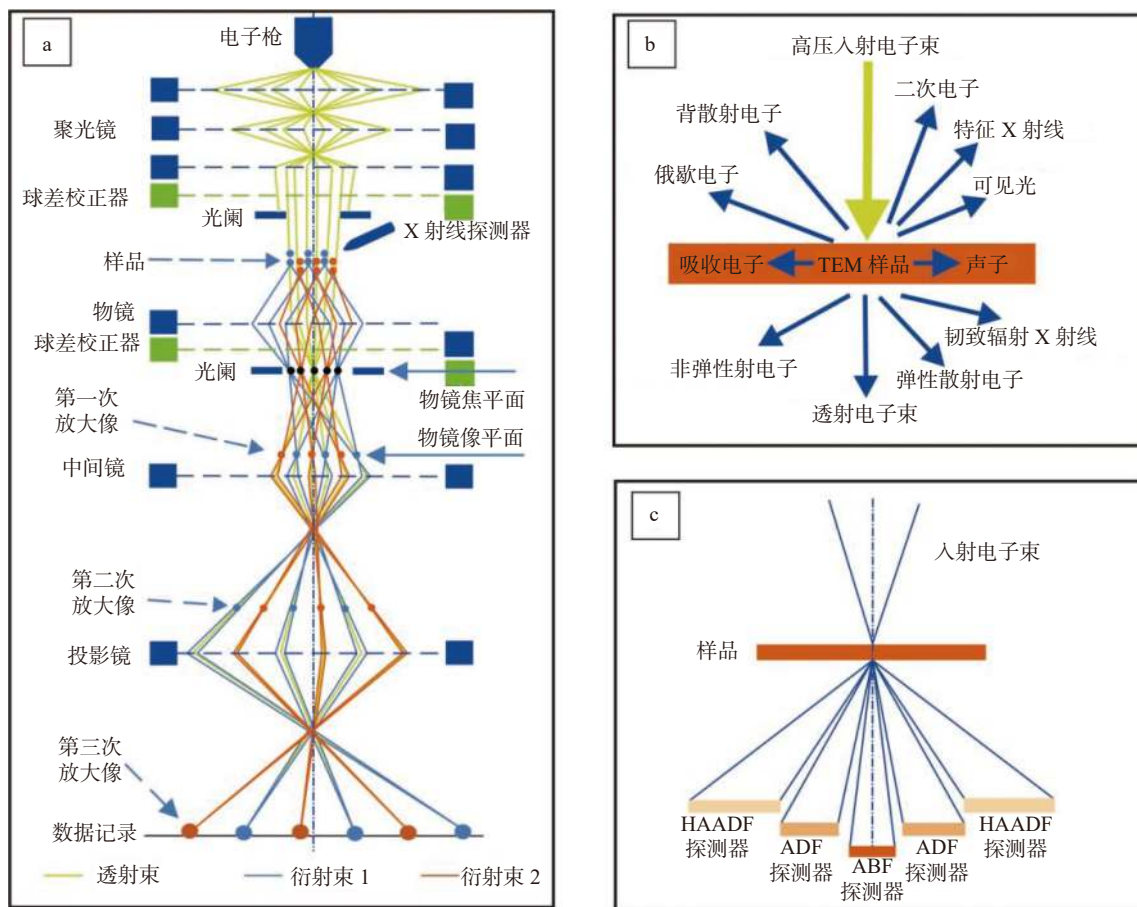 a
电子枪
聚光镜
球差校正器
光阑
X 射线探测器
样品
物镜
球差校正器
光阑
物镜焦平面
第一次
放大像
物镜像平面
中间镜
第二次
放大像
投影镜
第三次
放大像
数据记录
透射束
衍射束 1
衍射束 2
b
高压入射电子束
二次电子
背散射电子
特征 X 射线
俄歇电子
可见光
吸收电子
TEM 样品
声子
韧致辐射 X 射线
非弹性射电子
弹性散射电子
透射电子束
c
入射电子束
样品
HAADF
探测器
ADF
探测器
ABF
探测器
ADF
探测器
HAADF
探测器